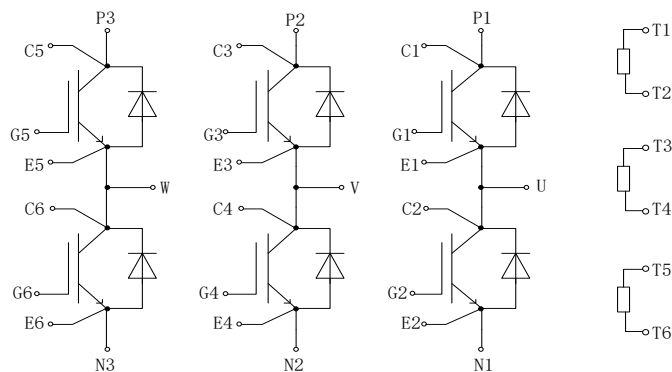 P3 P2 P1
C5 C3 C1 T1
G5 G3 G1 T2
E5 E3 E1 T3
W V U
C6 C4 C2 T4
G6 G4 G2 T5
E6 E4 E2 T6
N3 N2 N1